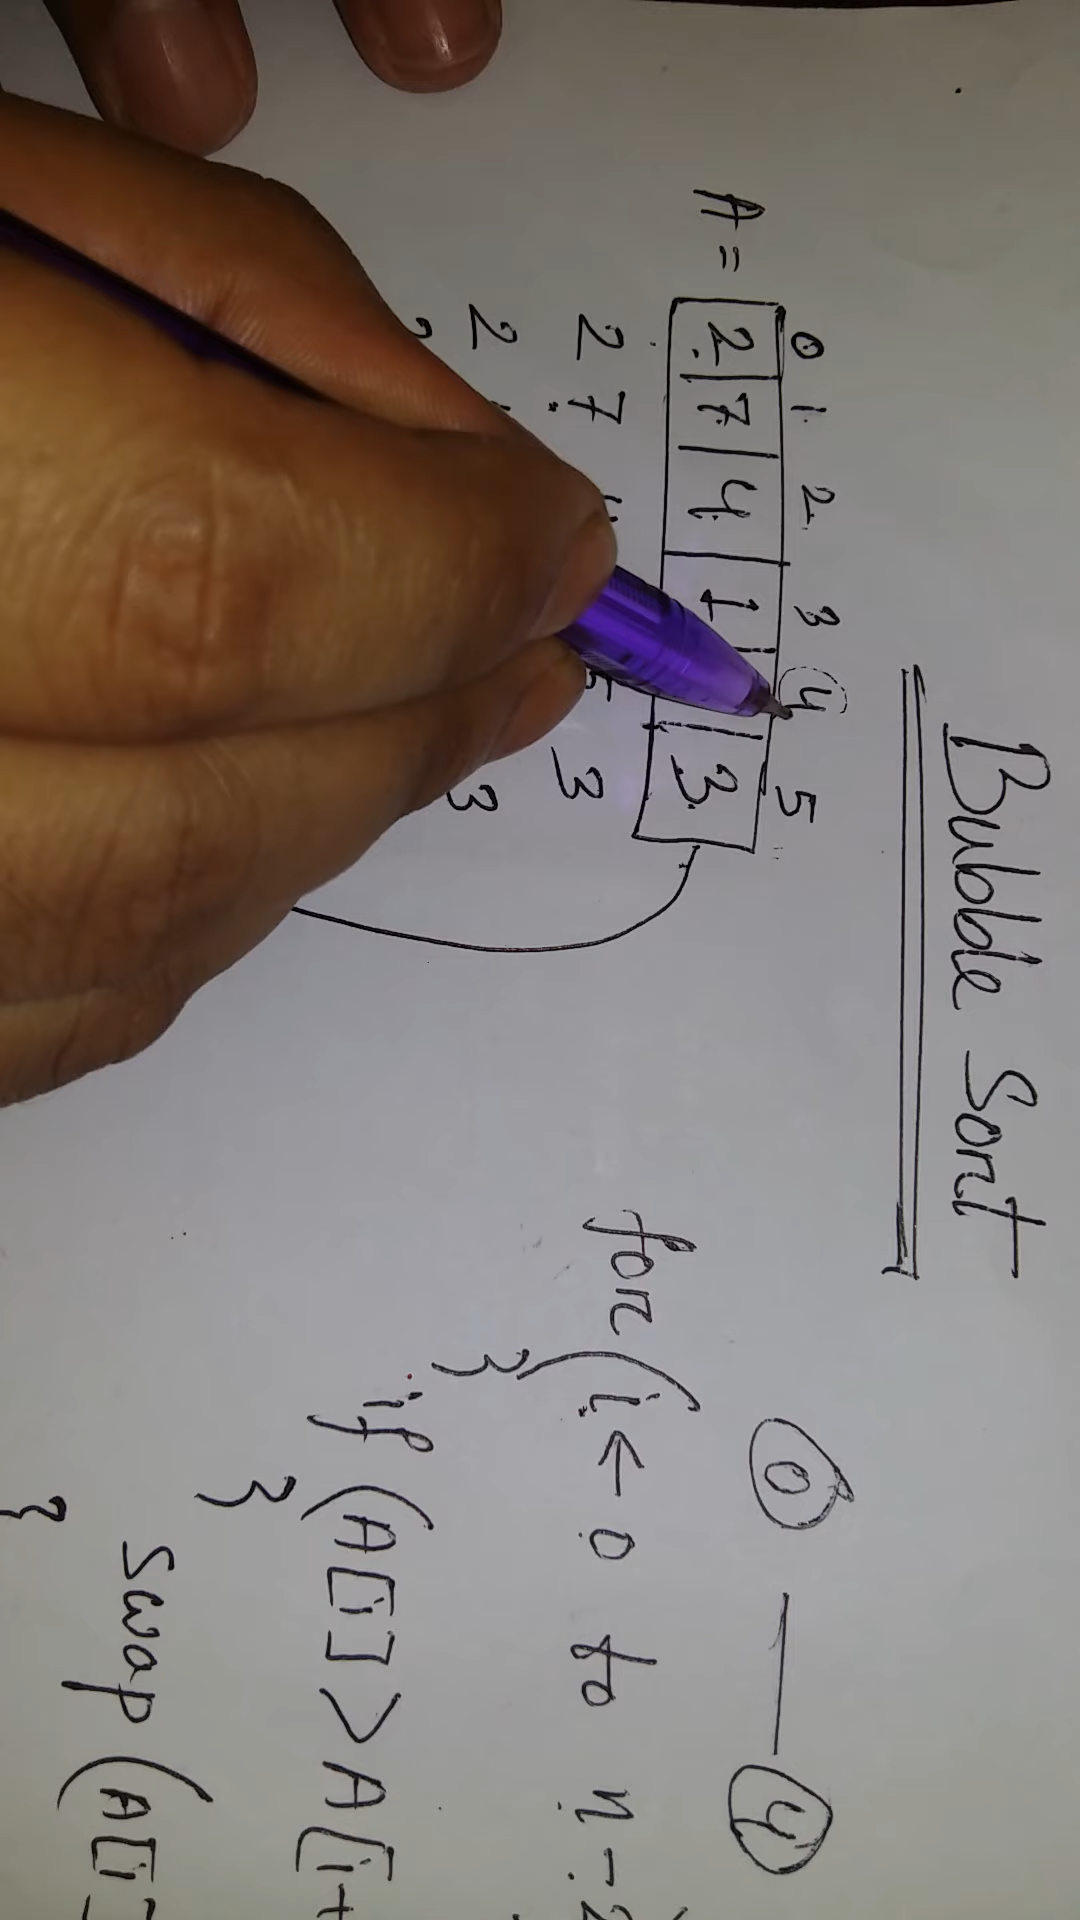 Bubble Sort
0 1 2 3 4 5
A = 2 7 4 1 3
2 7 5 3
2 3
0 — 4
for (i ← 0 to n-2
{
if (A[i] > A[i+
{
swap (A[i]
}